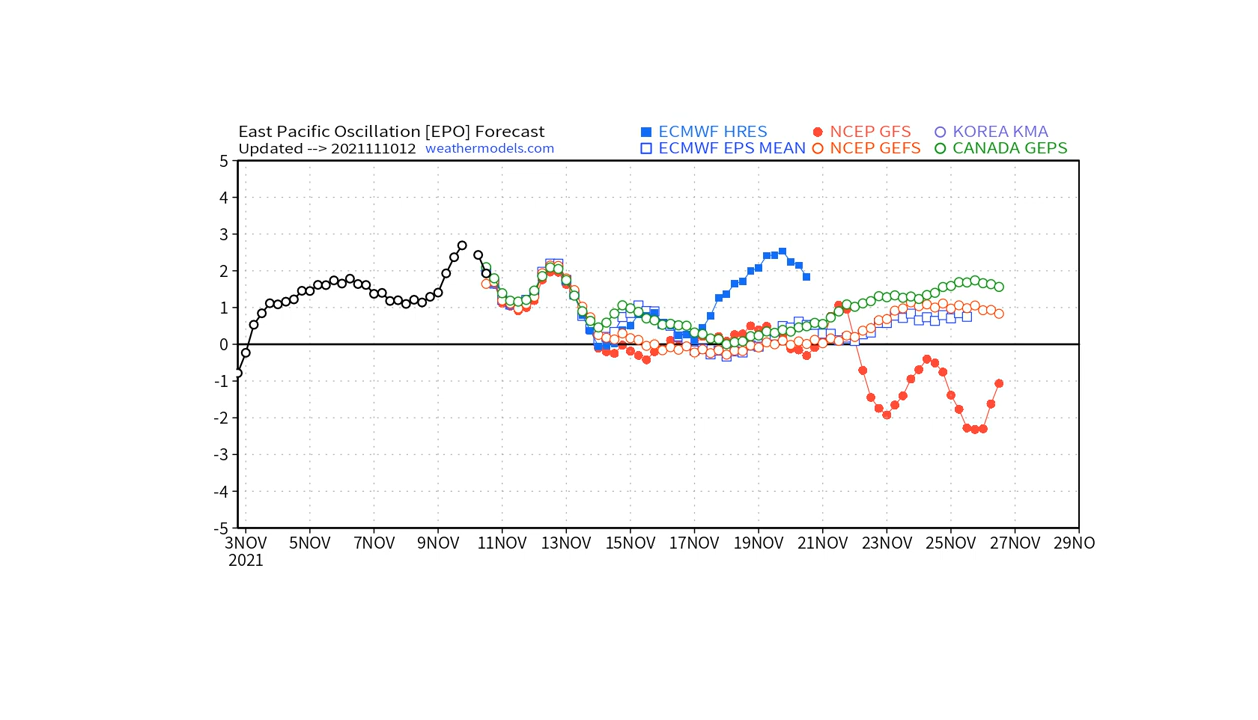 East Pacific Oscillation [EPO] Forecast
Updated --> 2021111012 weathermodels.com
ECMWF HRES NCEP GFS KOREA KMA
ECMWF EPS MEAN NCEP GEFS CANADA GEPS
5
4
3
2
1
0
-1
-2
-3
-4
-5
3NOV 5NOV 7NOV 9NOV 11NOV 13NOV 15NOV 17NOV 19NOV 21NOV 23NOV 25NOV 27NOV 29NO
2021